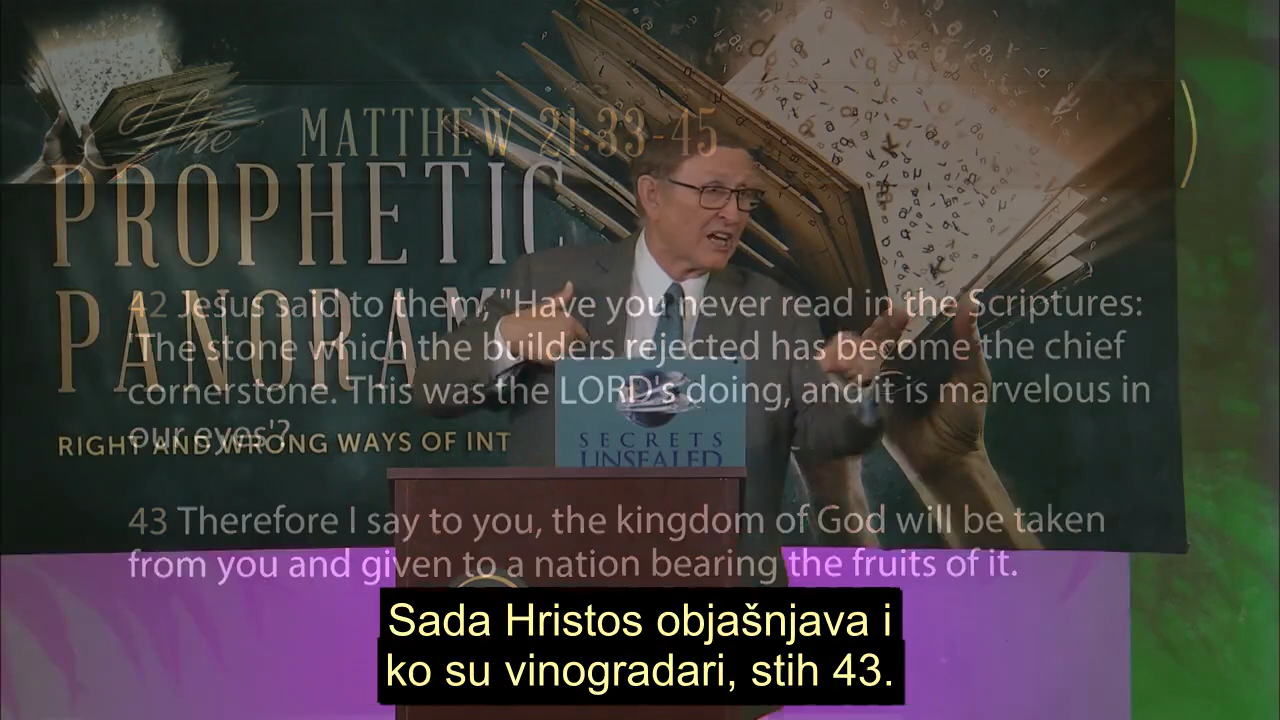 The
MATTHEW 21:33-45
PROPHETIC
PANORAM
RIGHT AND WRONG WAYS OF INT
42 Jesus said to them, "Have you never read in the Scriptures:
'The stone which the builders rejected has become the chief
cornerstone. This was the LORD's doing, and it is marvelous in
our eyes'?
43 Therefore I say to you, the kingdom of God will be taken
from you and given to a nation bearing the fruits of it.
SECRETS
UNSEALED
Sada Hristos objašnjava i
ko su vinogradari, stih 43.